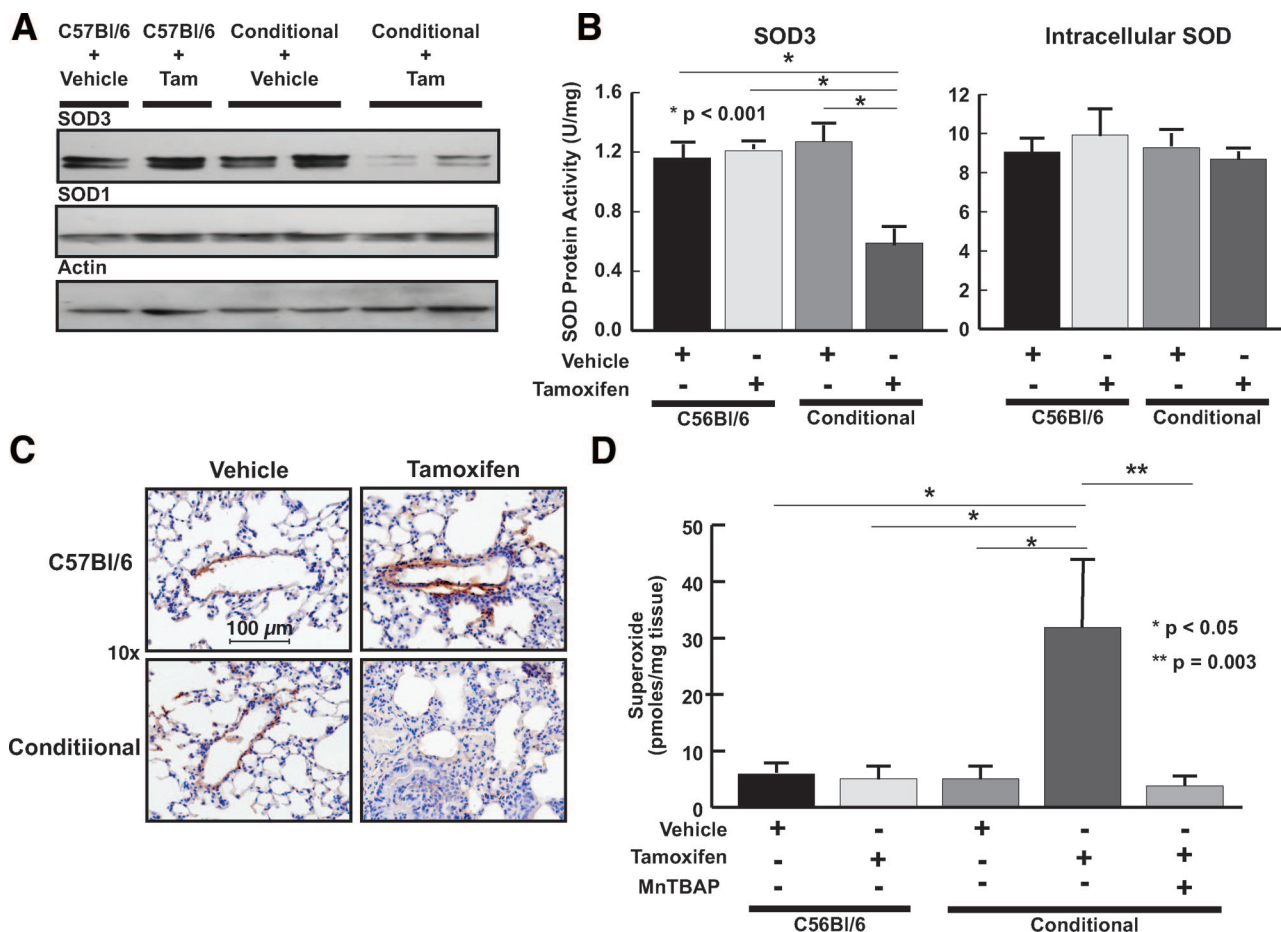 A
C57Bl/6 C57Bl/6 Conditional Conditional
+ + + +
Vehicle Tam Vehicle Tam
SOD3
SOD1
Actin
B
SOD3
Intracellular SOD
SOD Protein Activity (U/mg)
1.6
1.2
0.8
0.4
0.0
* p < 0.001
*
*
*
12
10
8
6
4
2
0
Vehicle + - + - + - + -
Tamoxifen - + - + - + - +
C56Bl/6 Conditional C56Bl/6 Conditional
C
Vehicle Tamoxifen
C57Bl/6
100 µm
10x
Conditiional
D
**
*
*
*
Superoxide
(pmoles/mg tissue)
50
40
30
20
10
0
* p < 0.05
** p = 0.003
Vehicle + - + - -
Tamoxifen - + - + +
MnTBAP - - - - +
C56Bl/6 Conditional